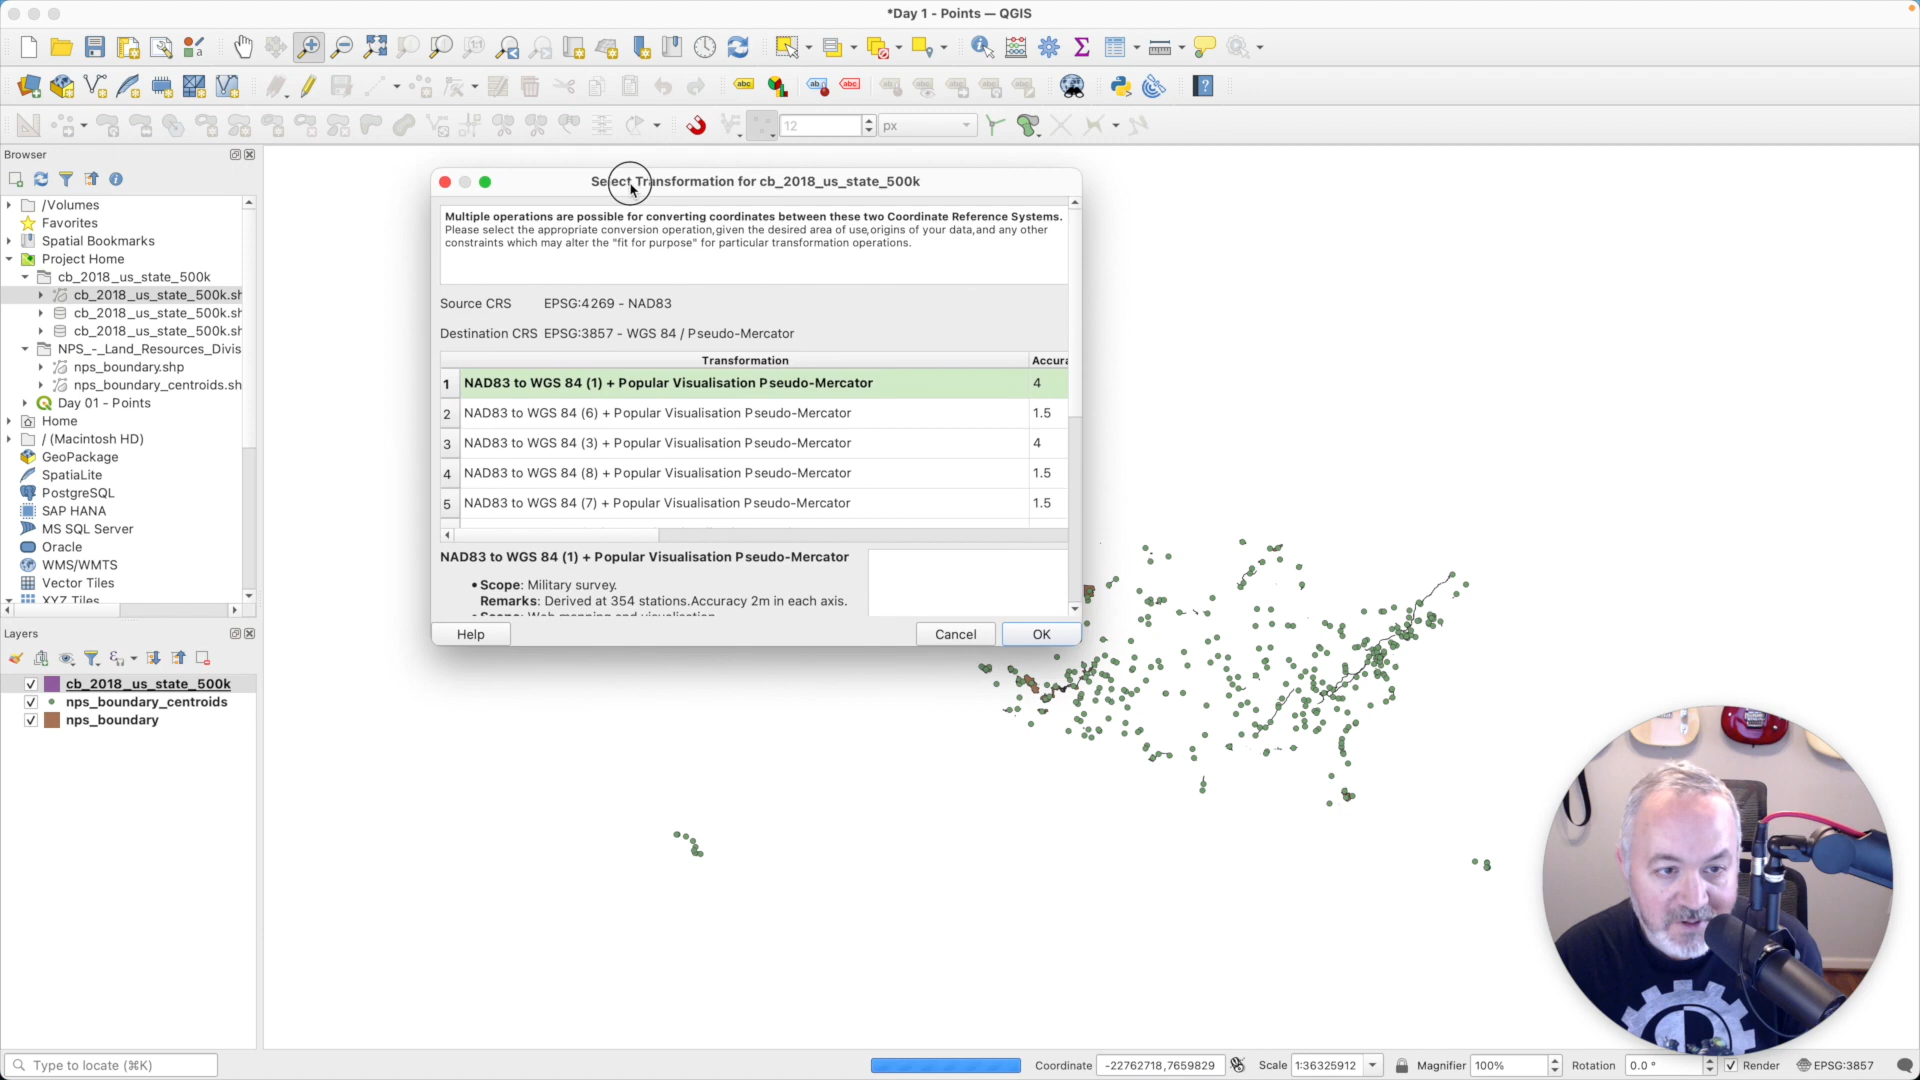 *Day 1 - Points — QGIS
12
px
Browser
/Volumes
Favorites
Spatial Bookmarks
Project Home
cb_2018_us_state_500k
cb_2018_us_state_500k.sh
cb_2018_us_state_500k.sh
cb_2018_us_state_500k.sh
NPS_-_Land_Resources_Divis
nps_boundary.shp
nps_boundary_centroids.sh
Day 01 - Points
Home
/ (Macintosh HD)
GeoPackage
SpatiaLite
PostgreSQL
SAP HANA
MS SQL Server
Oracle
WMS/WMTS
Vector Tiles
XYZ Tiles
Layers
cb_2018_us_state_500k
nps_boundary_centroids
nps_boundary
Select Transformation for cb_2018_us_state_500k
Multiple operations are possible for converting coordinates between these two Coordinate Reference Systems.
Please select the appropriate conversion operation,given the desired area of use,origins of your data,and any other
constraints which may alter the "fit for purpose" for particular transformation operations.
Source CRS EPSG:4269 - NAD83
Destination CRS EPSG:3857 - WGS 84 / Pseudo-Mercator
Transformation Accura
1 NAD83 to WGS 84 (1) + Popular Visualisation Pseudo-Mercator 4
2 NAD83 to WGS 84 (6) + Popular Visualisation Pseudo-Mercator 1.5
3 NAD83 to WGS 84 (3) + Popular Visualisation Pseudo-Mercator 4
4 NAD83 to WGS 84 (8) + Popular Visualisation Pseudo-Mercator 1.5
5 NAD83 to WGS 84 (7) + Popular Visualisation Pseudo-Mercator 1.5
NAD83 to WGS 84 (1) + Popular Visualisation Pseudo-Mercator
• Scope: Military survey.
Remarks: Derived at 354 stations.Accuracy 2m in each axis.
• Scope: Web mapping and visualisation.
Help Cancel OK
Type to locate (⌘K)
Coordinate -22762718,7659829 Scale 1:36325912 Magnifier 100% Rotation 0.0 ° Render EPSG:3857